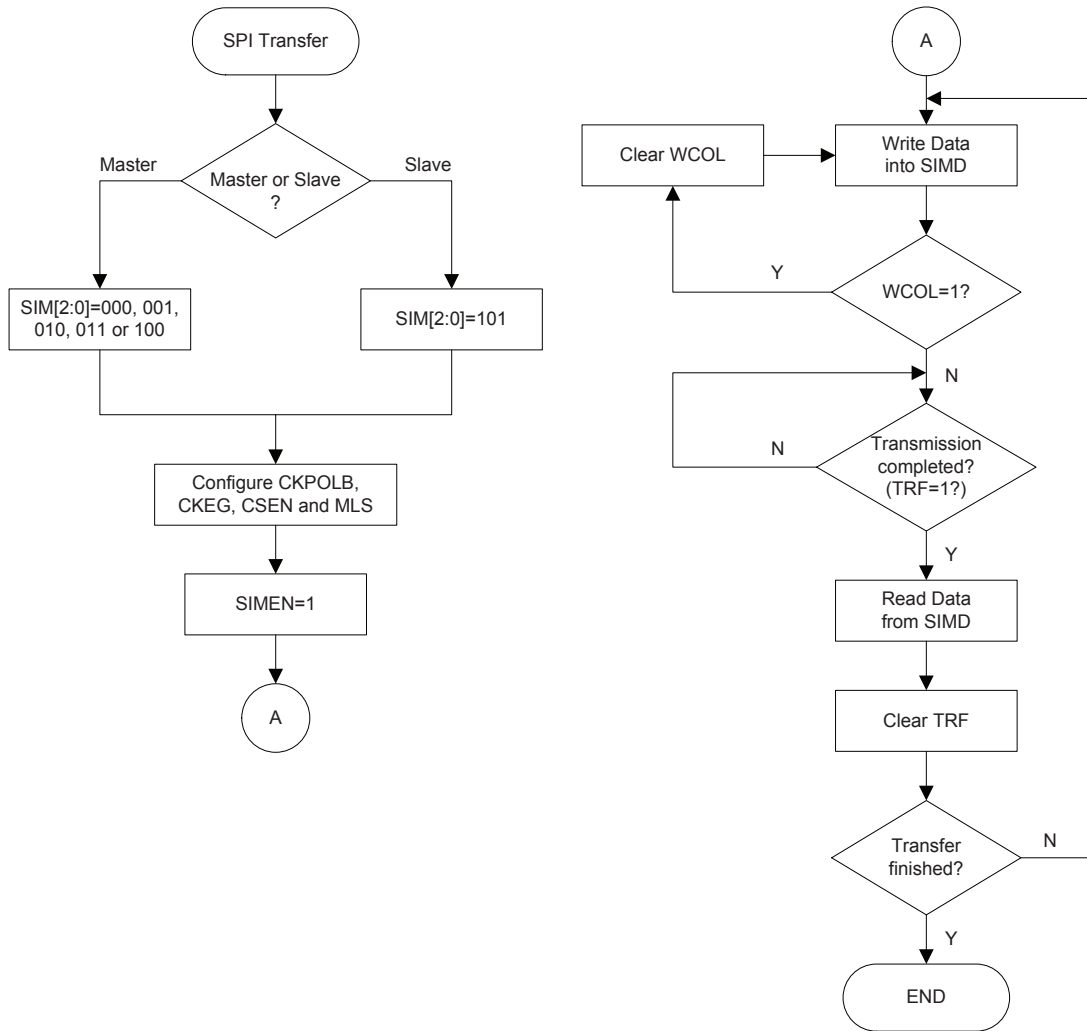 SPI Transfer
Master
Master or Slave
?
Slave
SIM[2:0]=000, 001,
010, 011 or 100
SIM[2:0]=101
Configure CKPOLB,
CKEG, CSEN and MLS
SIMEN=1
A
A
Clear WCOL
Write Data
into SIMD
Y
WCOL=1?
N
N
Transmission
completed?
(TRF=1?)
Y
Read Data
from SIMD
Clear TRF
Transfer
finished?
N
Y
END